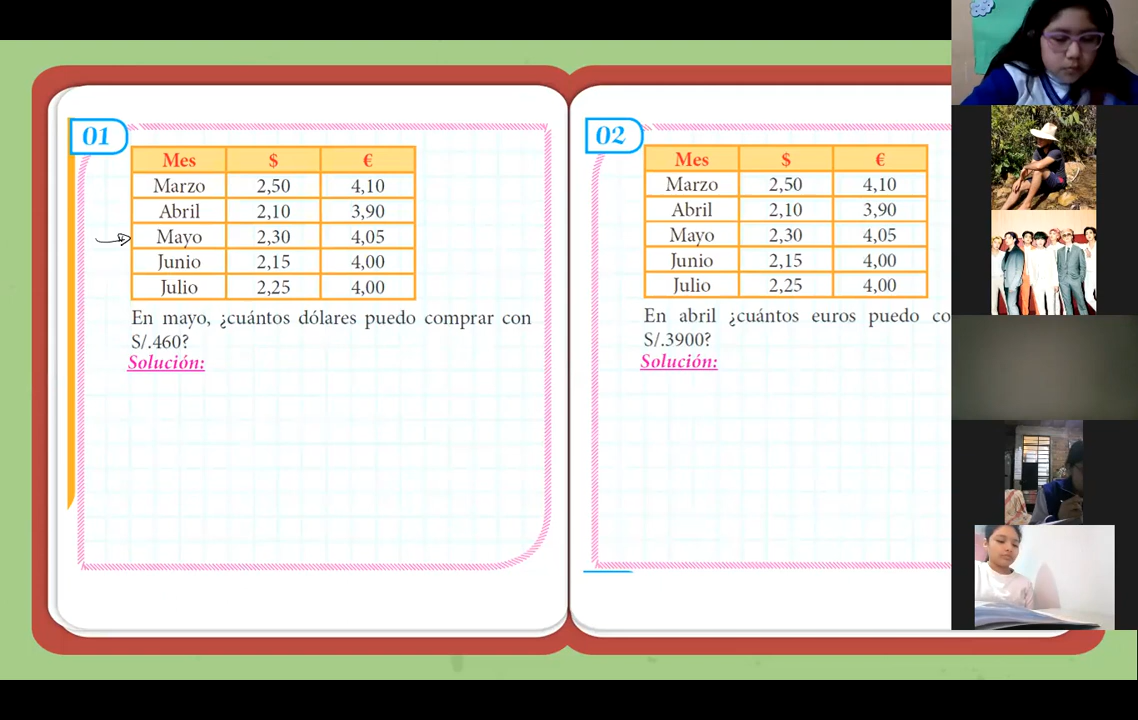 01
Mes $ €
Marzo 2,50 4,10
Abril 2,10 3,90
Mayo 2,30 4,05
Junio 2,15 4,00
Julio 2,25 4,00
En mayo, ¿cuántos dólares puedo comprar con
S/.460?
Solución:
02
Mes $ €
Marzo 2,50 4,10
Abril 2,10 3,90
Mayo 2,30 4,05
Junio 2,15 4,00
Julio 2,25 4,00
En abril ¿cuántos euros puedo co
S/.3900?
Solución: